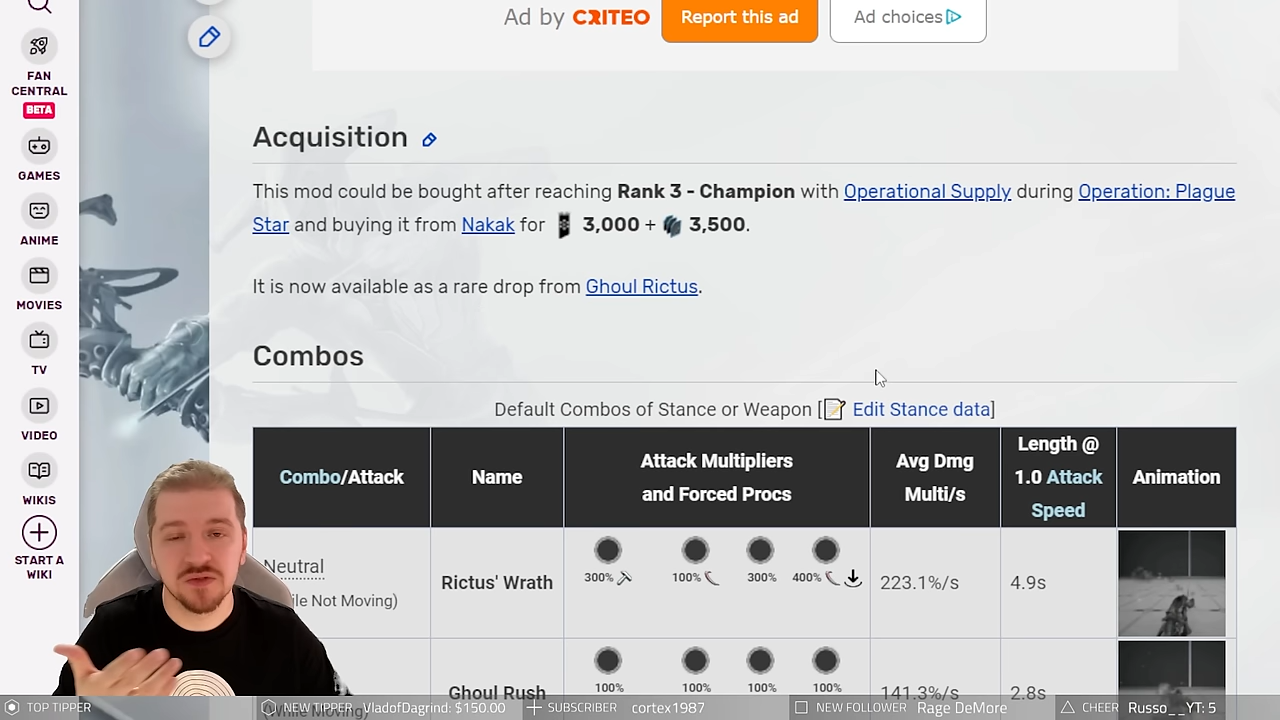 Ad by CRITEO
Report this ad
Ad choices
FAN
CENTRAL
BETA
GAMES
ANIME
MOVIES
TV
VIDEO
WIKIS
START A
WIKI
Acquisition
This mod could be bought after reaching Rank 3 - Champion with Operational Supply during Operation: Plague
Star and buying it from Nakak for 3,000 + 3,500.
It is now available as a rare drop from Ghoul Rictus.
Combos
Default Combos of Stance or Weapon [ Edit Stance data]
Combo/Attack
Name
Attack Multipliers
and Forced Procs
Avg Dmg
Multi/s
Length @
1.0 Attack
Speed
Animation
Neutral
ile Not Moving)
Rictus' Wrath
300% 100% 300% 400%
223.1%/s
4.9s
Ghoul Rush
100% 100% 100% 100%
141.3%/s
2.8s
(While Moving)
TOP TIPPER
NEW TIPPER VladofDagrind: $150.00
SUBSCRIBER cortex1987
NEW FOLLOWER Rage DeMore
CHEER Russo__YT: 5